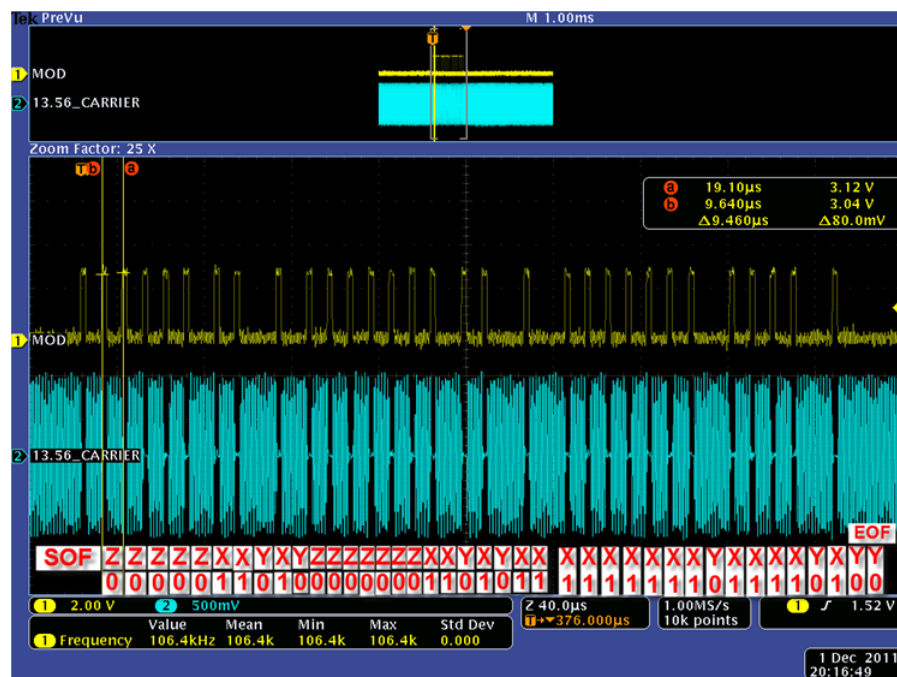 Tek PreVu M 1.00ms
T
1 MOD
2 13.56_CARRIER
Zoom Factor: 25 X
T b a
a 19.10µs 3.12 V
b 9.640µs 3.04 V
Δ9.460µs Δ80.0mV
1 MOD
2 13.56_CARRIER
EOF
SOF Z Z Z Z Z X X Y X Y Z Z Z Z Z Z Z X X Y X Y X X X X X X X X Y X X X X Y X Y Y
0 0 0 0 0 1 1 0 1 0 0 0 0 0 0 0 0 1 1 0 1 0 1 1 1 1 1 1 1 1 0 1 1 1 1 0 1 0 0
1 2.00 V 2 500mV Z 40.0µs 1.00MS/s 1 1.52 V
T 376.000µs 10k points
Value Mean Min Max Std Dev
1 Frequency 106.4kHz 106.4k 106.4k 106.4k 0.000
1 Dec 2011
20:16:49